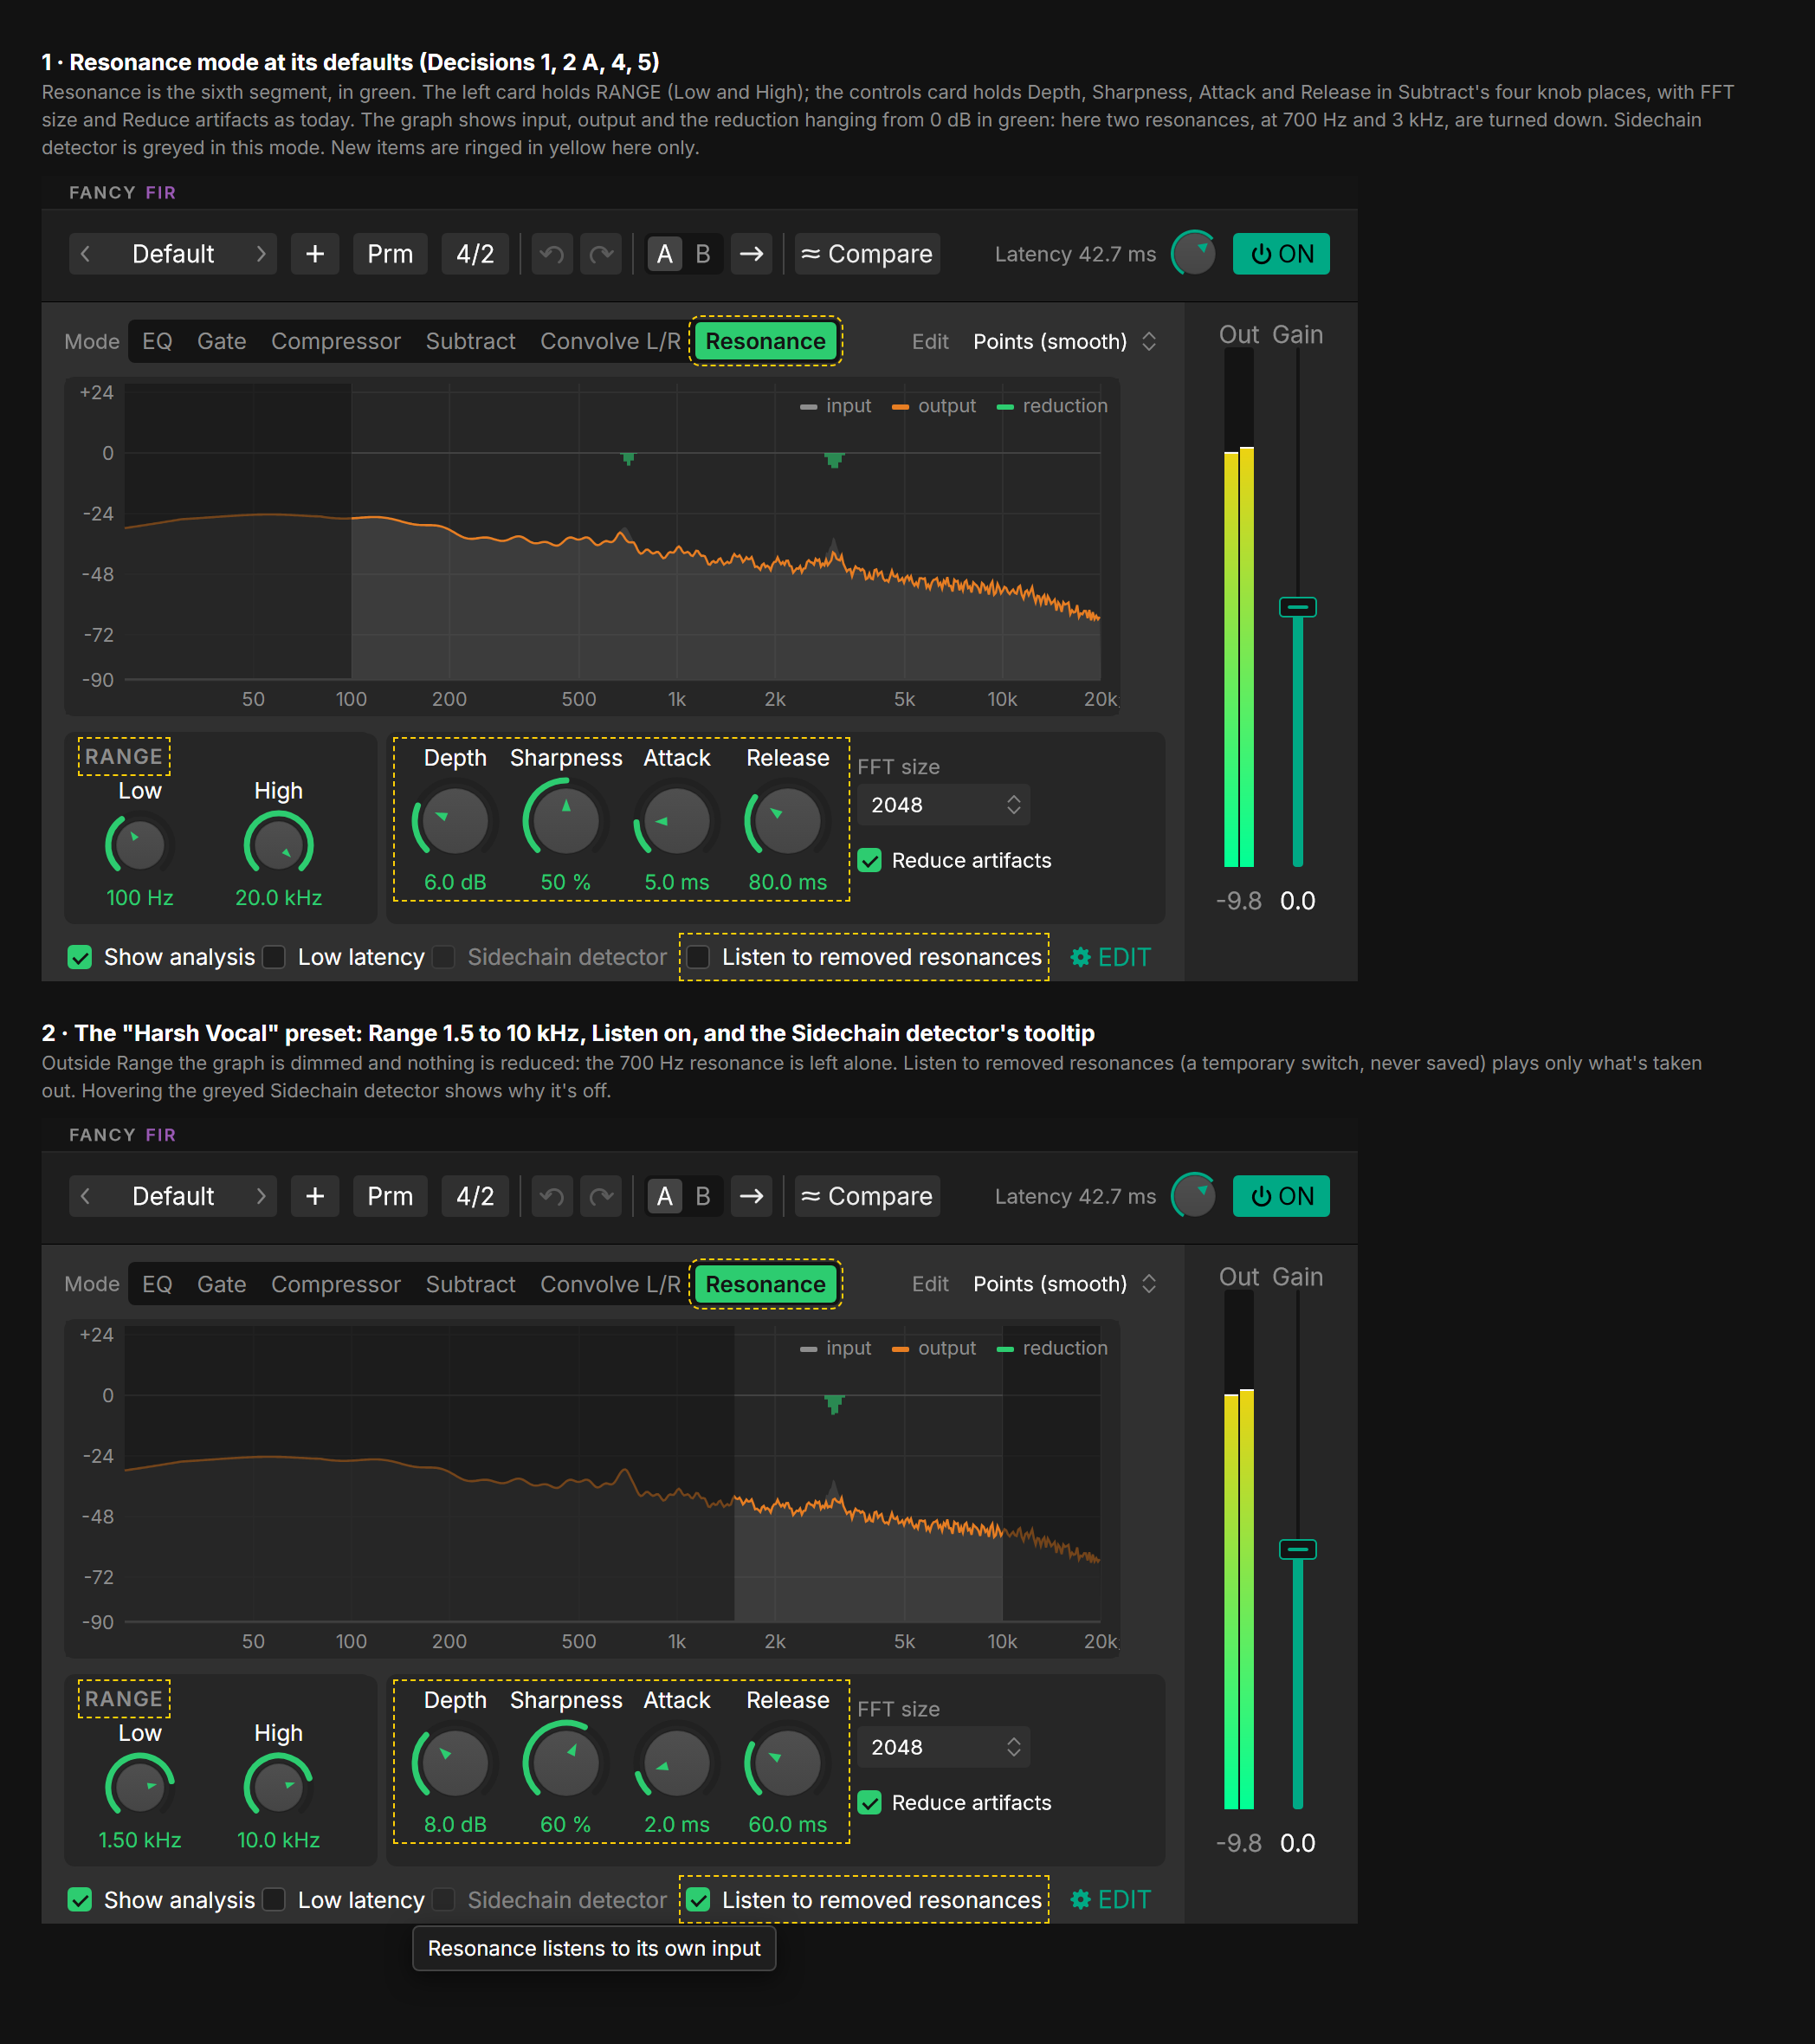 1 · Resonance mode at its defaults (Decisions 1, 2 A, 4, 5)
Resonance is the sixth segment, in green. The left card holds RANGE (Low and High); the controls card holds Depth, Sharpness, Attack and Release in Subtract's four knob places, with FFT
size and Reduce artifacts as today. The graph shows input, output and the reduction hanging from 0 dB in green: here two resonances, at 700 Hz and 3 kHz, are turned down. Sidechain
detector is greyed in this mode. New items are ringed in yellow here only.
FANCY FIR
Default + Prm 4/2 A B → ≈ Compare Latency 42.7 ms ON
Mode EQ Gate Compressor Subtract Convolve L/R Resonance Edit Points (smooth)
Out Gain
+24
input output reduction
0
-24
-48
-72
-90
50 100 200 500 1k 2k 5k 10k 20k
RANGE
Low High
100 Hz 20.0 kHz
Depth Sharpness Attack Release
6.0 dB 50 % 5.0 ms 80.0 ms
FFT size
2048
Reduce artifacts
-9.8 0.0
Show analysis Low latency Sidechain detector Listen to removed resonances EDIT
2 · The "Harsh Vocal" preset: Range 1.5 to 10 kHz, Listen on, and the Sidechain detector's tooltip
Outside Range the graph is dimmed and nothing is reduced: the 700 Hz resonance is left alone. Listen to removed resonances (a temporary switch, never saved) plays only what's taken
out. Hovering the greyed Sidechain detector shows why it's off.
FANCY FIR
Default + Prm 4/2 A B → ≈ Compare Latency 42.7 ms ON
Mode EQ Gate Compressor Subtract Convolve L/R Resonance Edit Points (smooth)
Out Gain
+24
input output reduction
0
-24
-48
-72
-90
50 100 200 500 1k 2k 5k 10k 20k
RANGE
Low High
1.50 kHz 10.0 kHz
Depth Sharpness Attack Release
8.0 dB 60 % 2.0 ms 60.0 ms
FFT size
2048
Reduce artifacts
-9.8 0.0
Show analysis Low latency Sidechain detector Listen to removed resonances EDIT
Resonance listens to its own input